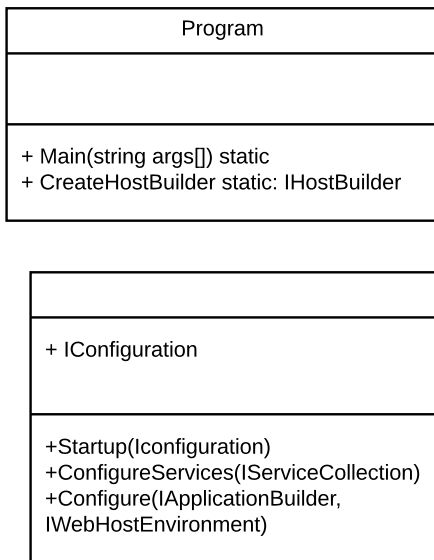 Program
+ Main(string args[]) static
+ CreateHostBuilder static: IHostBuilder
+ IConfiguration
+Startup(Iconfiguration)
+ConfigureServices(IServiceCollection)
+Configure(IApplicationBuilder,
IWebHostEnvironment)